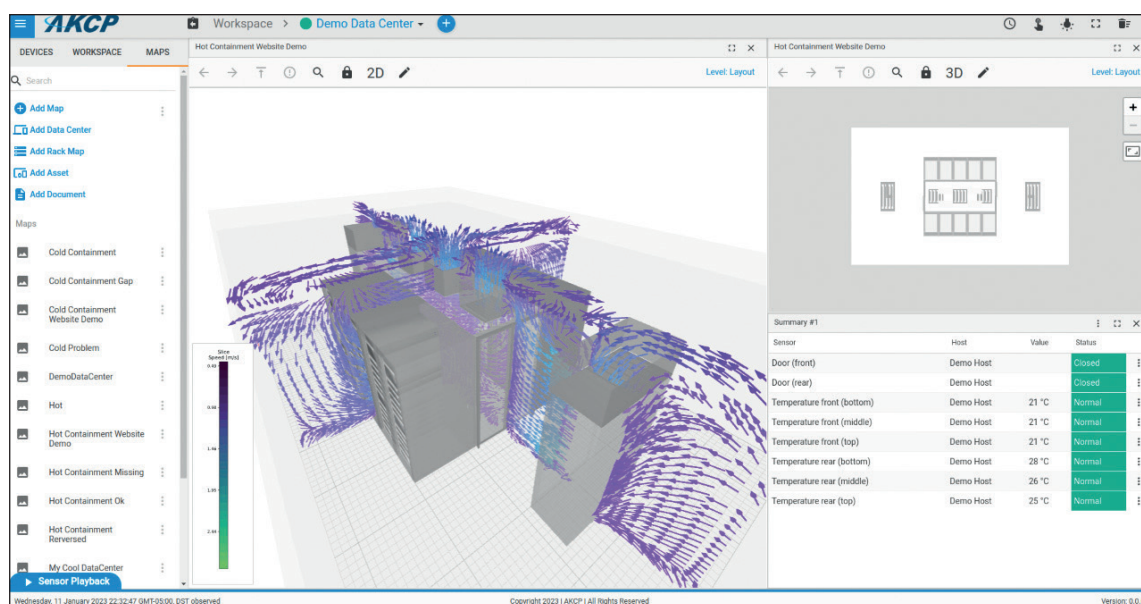 AKCP
Workspace > Demo Data Center
DEVICES WORKSPACE MAPS
Search
Add Map
Add Data Center
Add Rack Map
Add Asset
Add Document
Maps
Cold Containment
Cold Containment Gap
Cold Containment
Website Demo
Cold Problem
DemoDataCenter
Hot
Hot Containment Website
Demo
Hot Containment Missing
Hot Containment Ok
Hot Containment
Rerversed
My Cool DataCenter
Sensor Playback
Hot Containment Website Demo
2D
Level: Layout
Slice
Speed [m/s]
Hot Containment Website Demo
3D
Level: Layout
Summary #1
Sensor Host Value Status
Door (front) Demo Host Closed
Door (rear) Demo Host Closed
Temperature front (bottom) Demo Host 21 °C Normal
Temperature front (middle) Demo Host 21 °C Normal
Temperature front (top) Demo Host 21 °C Normal
Temperature rear (bottom) Demo Host 28 °C Normal
Temperature rear (middle) Demo Host 26 °C Normal
Temperature rear (top) Demo Host 25 °C Normal
Wednesday, 11 January 2023 22:32:47 GMT-05:00, DST observed
Copyright 2023 | AKCP | All Rights Reserved
Version: 0.0.